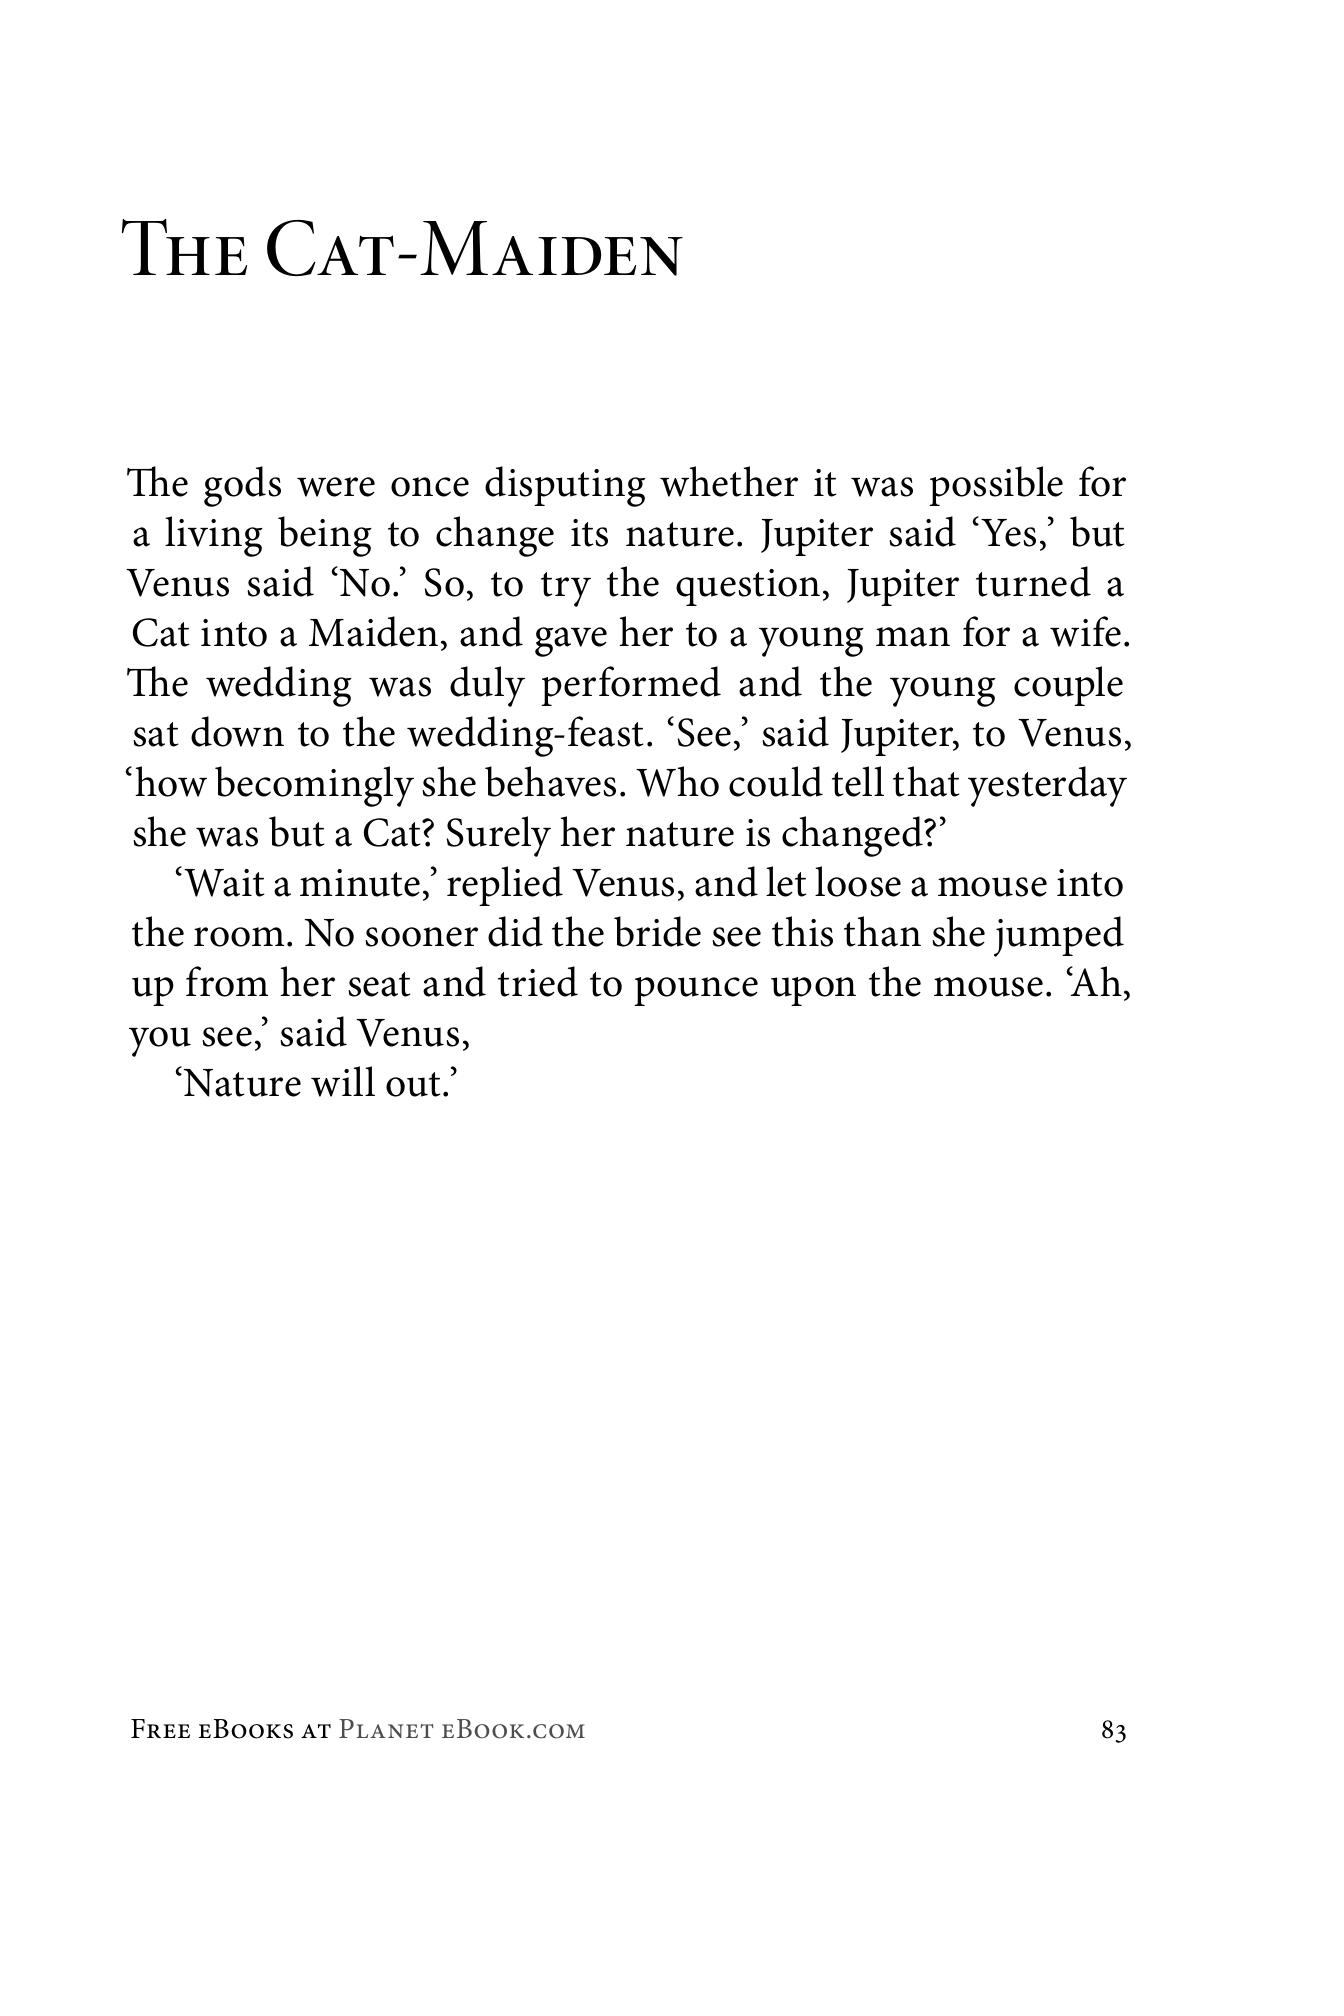 The Cat-Maiden
The gods were once disputing whether it was possible for
a living being to change its nature. Jupiter said ‘Yes,’ but
Venus said ‘No.’ So, to try the question, Jupiter turned a
Cat into a Maiden, and gave her to a young man for a wife.
The wedding was duly performed and the young couple
sat down to the wedding-feast. ‘See,’ said Jupiter, to Venus,
‘how becomingly she behaves. Who could tell that yesterday
she was but a Cat? Surely her nature is changed?’
‘Wait a minute,’ replied Venus, and let loose a mouse into
the room. No sooner did the bride see this than she jumped
up from her seat and tried to pounce upon the mouse. ‘Ah,
you see,’ said Venus,
‘Nature will out.’
Free eBooks at Planet eBook.com 83